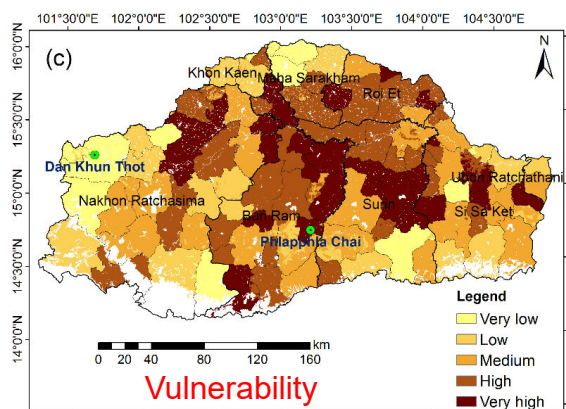 101°30'0"E 102°0'0"E 102°30'0"E 103°0'0"E 103°30'0"E 104°0'0"E 104°30'0"E
(c)
N
16°0'0"N
15°30'0"N
15°0'0"N
14°30'0"N
14°0'0"N
Khon Kaen
Maha Sarakham
Roi Et
Dan Khun Thot
Nakhon Ratchasima
Buri Ram
Phlapphla Chai
Surin
Ubon Ratchathani
Si Sa Ket
Legend
Very low
Low
Medium
High
Very high
km
0 20 40 80 120 160
Vulnerability